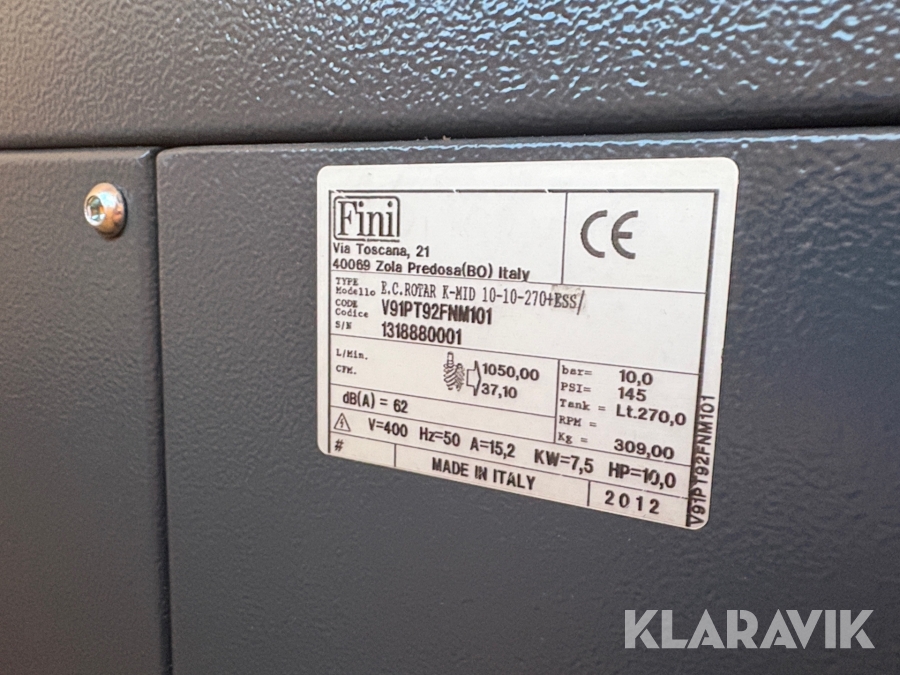 Fini
CE
Via Toscana, 21
40069 Zola Predosa(BO) Italy
TYPE
Modello E.C.ROTAR K-MID 10-10-270+ESS/
CODE
Codice V91PT92FNM101
S/N 1318880001
L/Min. 1050,00
CFM. 37,10
bar= 10,0
PSI= 145
Tank = Lt.270,0
RPM =
Kg = 309,00
dB(A) = 62
V=400 Hz=50 A=15,2 KW=7,5 HP=10,0
#
MADE IN ITALY
2012
V91PT92FNM101
KLARAVIK